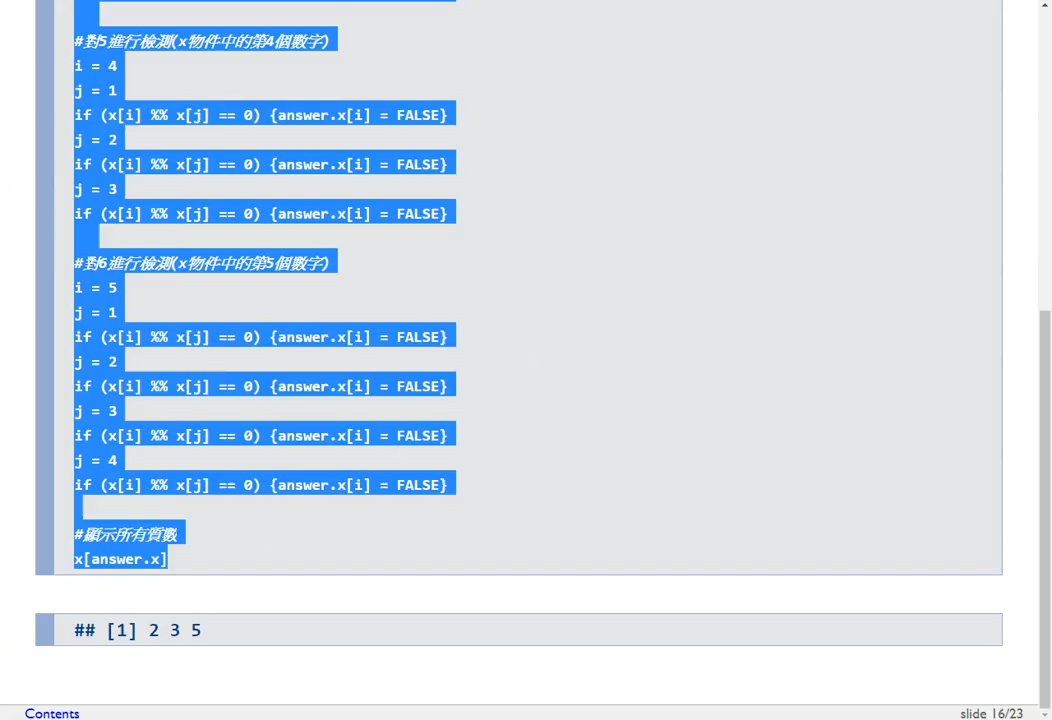 #對5進行檢測(x物件中的第4個數字)
i = 4
j = 1
if (x[i] %% x[j] == 0) {answer.x[i] = FALSE}
j = 2
if (x[i] %% x[j] == 0) {answer.x[i] = FALSE}
j = 3
if (x[i] %% x[j] == 0) {answer.x[i] = FALSE}
#對6進行檢測(x物件中的第5個數字)
i = 5
j = 1
if (x[i] %% x[j] == 0) {answer.x[i] = FALSE}
j = 2
if (x[i] %% x[j] == 0) {answer.x[i] = FALSE}
j = 3
if (x[i] %% x[j] == 0) {answer.x[i] = FALSE}
j = 4
if (x[i] %% x[j] == 0) {answer.x[i] = FALSE}
#顯示所有質數
x[answer.x]
## [1] 2 3 5
Contents
slide 16/23